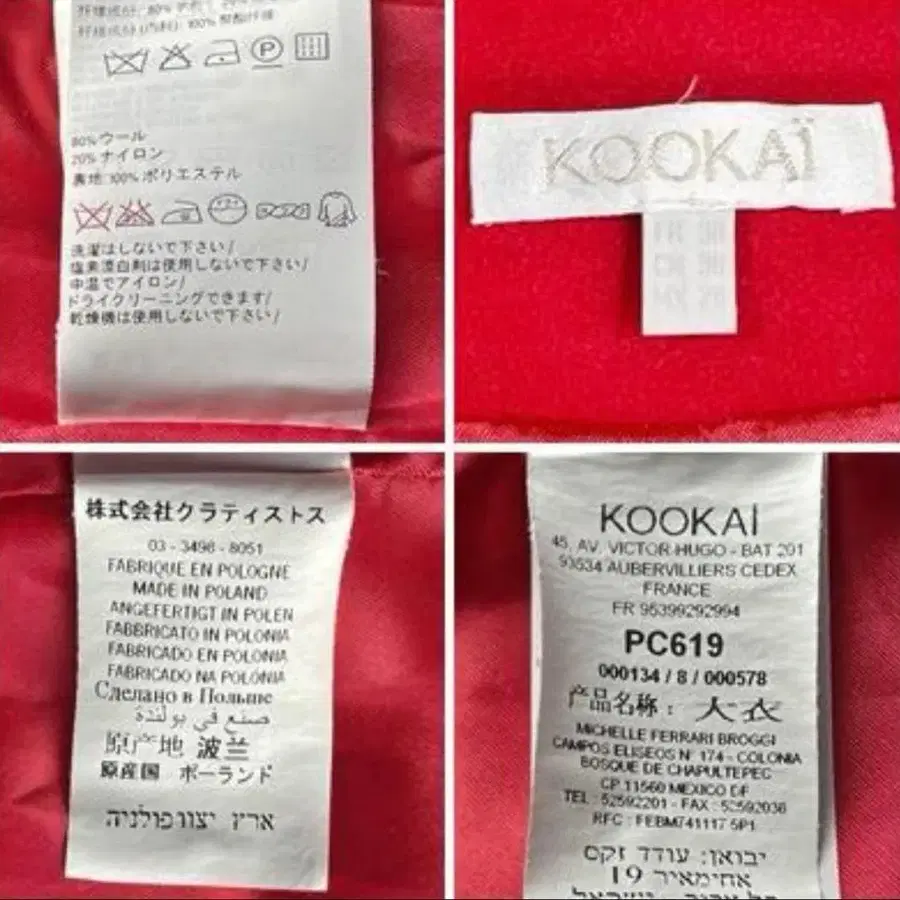 80%ウール
20%ナイロン
裏地:100%ポリエステル
洗濯はしないで下さい/
塩素漂白剤は使用しないで下さい/
中温でアイロン/
ドライクリーニングできます/
乾燥機は使用しないで下さい/
KOOKAÏ
株式会社クラティストス
03-3498-8051
FABRIQUE EN POLOGNE
MADE IN POLAND
ANGEFERTIGT IN POLEN
FABBRICATO IN POLONIA
FABRICADO EN POLONIA
FABRICADO NA POLÓNIA
Сделано в Польше
صنع في بولندة
原产地 波兰
原産国 ポーランド
ארץ יצוו פולניה
KOOKAÏ
45, AV. VICTOR HUGO - BAT 201
93534 AUBERVILLIERS CEDEX
FRANCE
FR 95399292994
PC619
000134 / 8 / 000578
产品名称: 大衣
MICHELLE FERRARI BROGGI
CAMPOS ELISEOS N° 174 - COLONIA
BOSQUE DE CHAPULTEPEC
CP 11560 MEXICO DF
TEL : 52592201 - FAX : 52592036
RFC : FEBM741117 5P1
יבואן: עודד זקס
אחימאיר 19